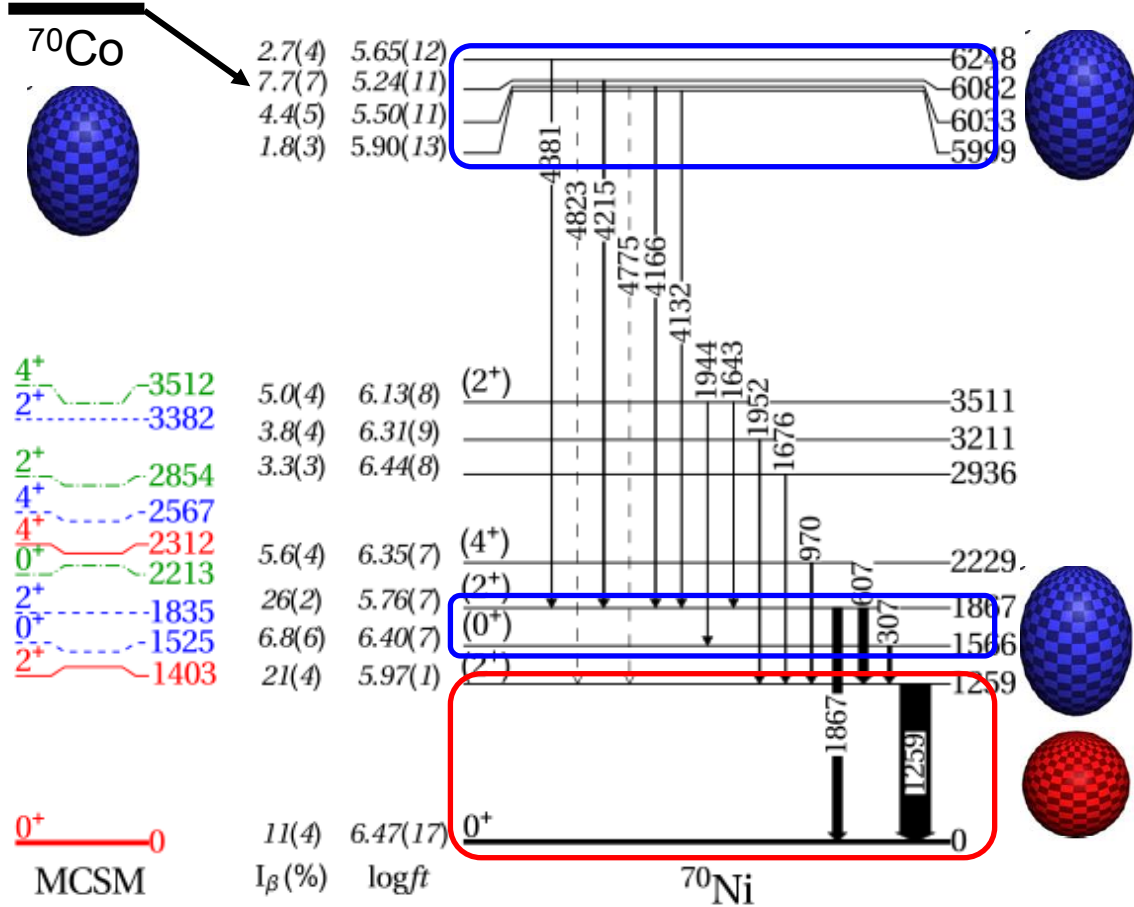 ⁷⁰Co
2.7(4) 5.65(12) 6248
7.7(7) 5.24(11) 6082
4.4(5) 5.50(11) 6033
1.8(3) 5.90(13) 5999
4381 4823 4215 4775 4166 4132 1944 1643 1952 1676 970 607 307
4⁺ 3512 5.0(4) 6.13(8) (2⁺) 3511
2⁺ 3382 3.8(4) 6.31(9) 3211
2⁺ 2854 3.3(3) 6.44(8) 2936
4⁺ 2567
4⁺ 2312 5.6(4) 6.35(7) (4⁺) 2229
0⁺ 2213
2⁺ 1835 26(2) 5.76(7) (2⁺) 1867
0⁺ 1525 6.8(6) 6.40(7) (0⁺) 1566
2⁺ 1403 21(4) 5.97(1) (2⁺) 1259
1867 1259
0⁺ 0 11(4) 6.47(17) 0⁺ 0
MCSM Iβ(%) logft ⁷⁰Ni